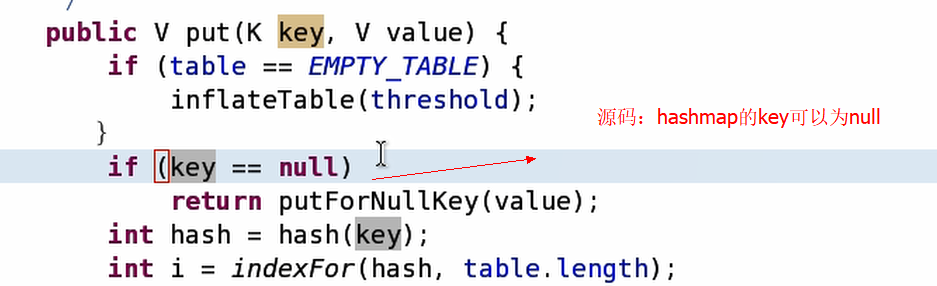 */
public V put(K key, V value) {
if (table == EMPTY_TABLE) {
inflateTable(threshold);
}
源码：hashmap的key可以为null
if (key == null)
return putForNullKey(value);
int hash = hash(key);
int i = indexFor(hash, table.length);